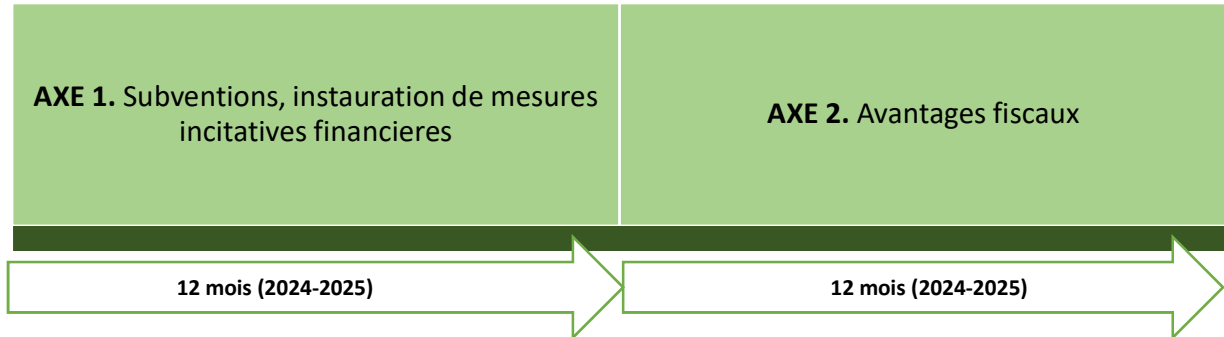 AXE 1. Subventions, instauration de mesures
incitatives financieres
AXE 2. Avantages fiscaux
12 mois (2024-2025)
12 mois (2024-2025)